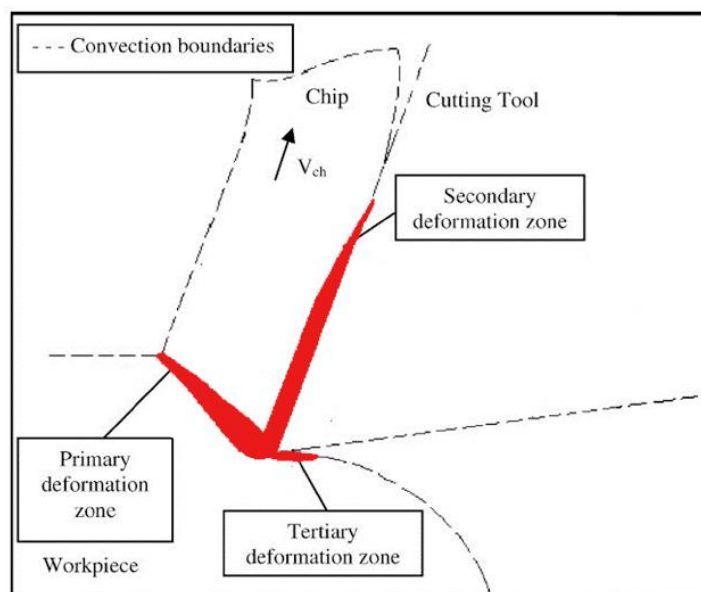 --- Convection boundaries
Chip
Cutting Tool
Vch
Secondary
deformation zone
Primary
deformation
zone
Tertiary
deformation zone
Workpiece